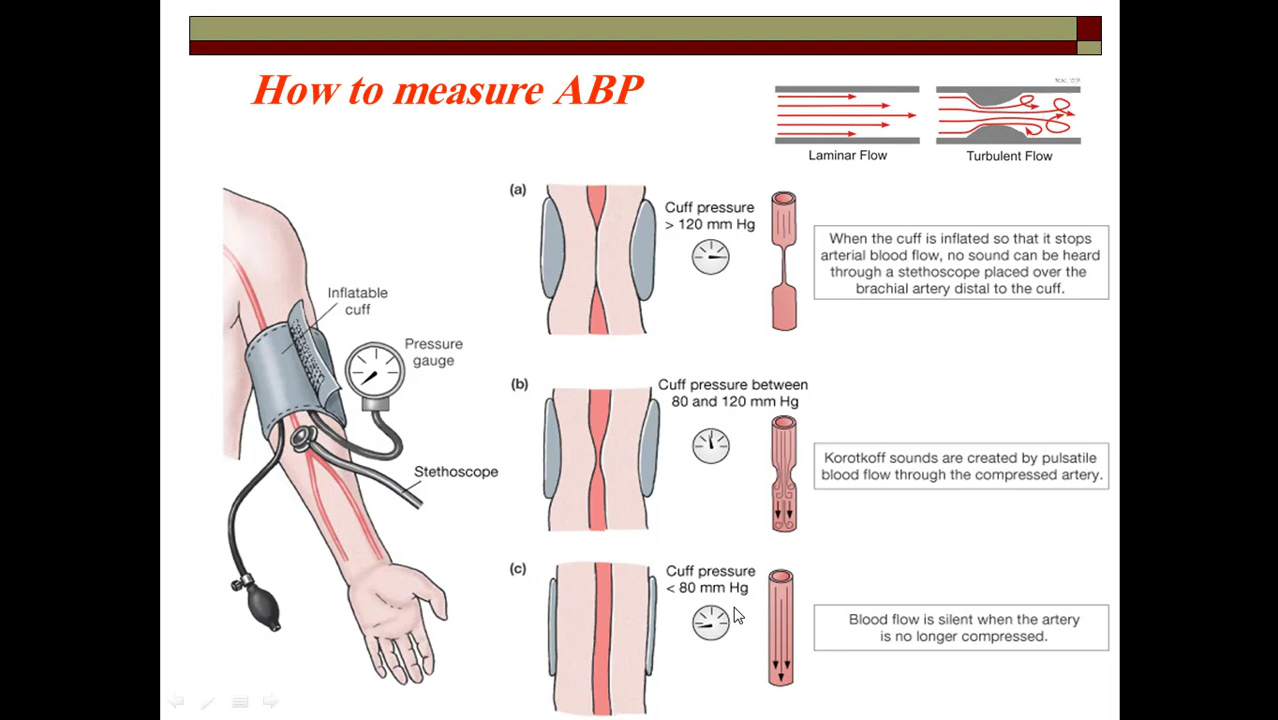 How to measure ABP
Laminar Flow
Turbulent Flow
Inflatable
cuff
Pressure
gauge
Stethoscope
(a)
Cuff pressure
> 120 mm Hg
When the cuff is inflated so that it stops
arterial blood flow, no sound can be heard
through a stethoscope placed over the
brachial artery distal to the cuff.
(b)
Cuff pressure between
80 and 120 mm Hg
Korotkoff sounds are created by pulsatile
blood flow through the compressed artery.
(c)
Cuff pressure
< 80 mm Hg
Blood flow is silent when the artery
is no longer compressed.